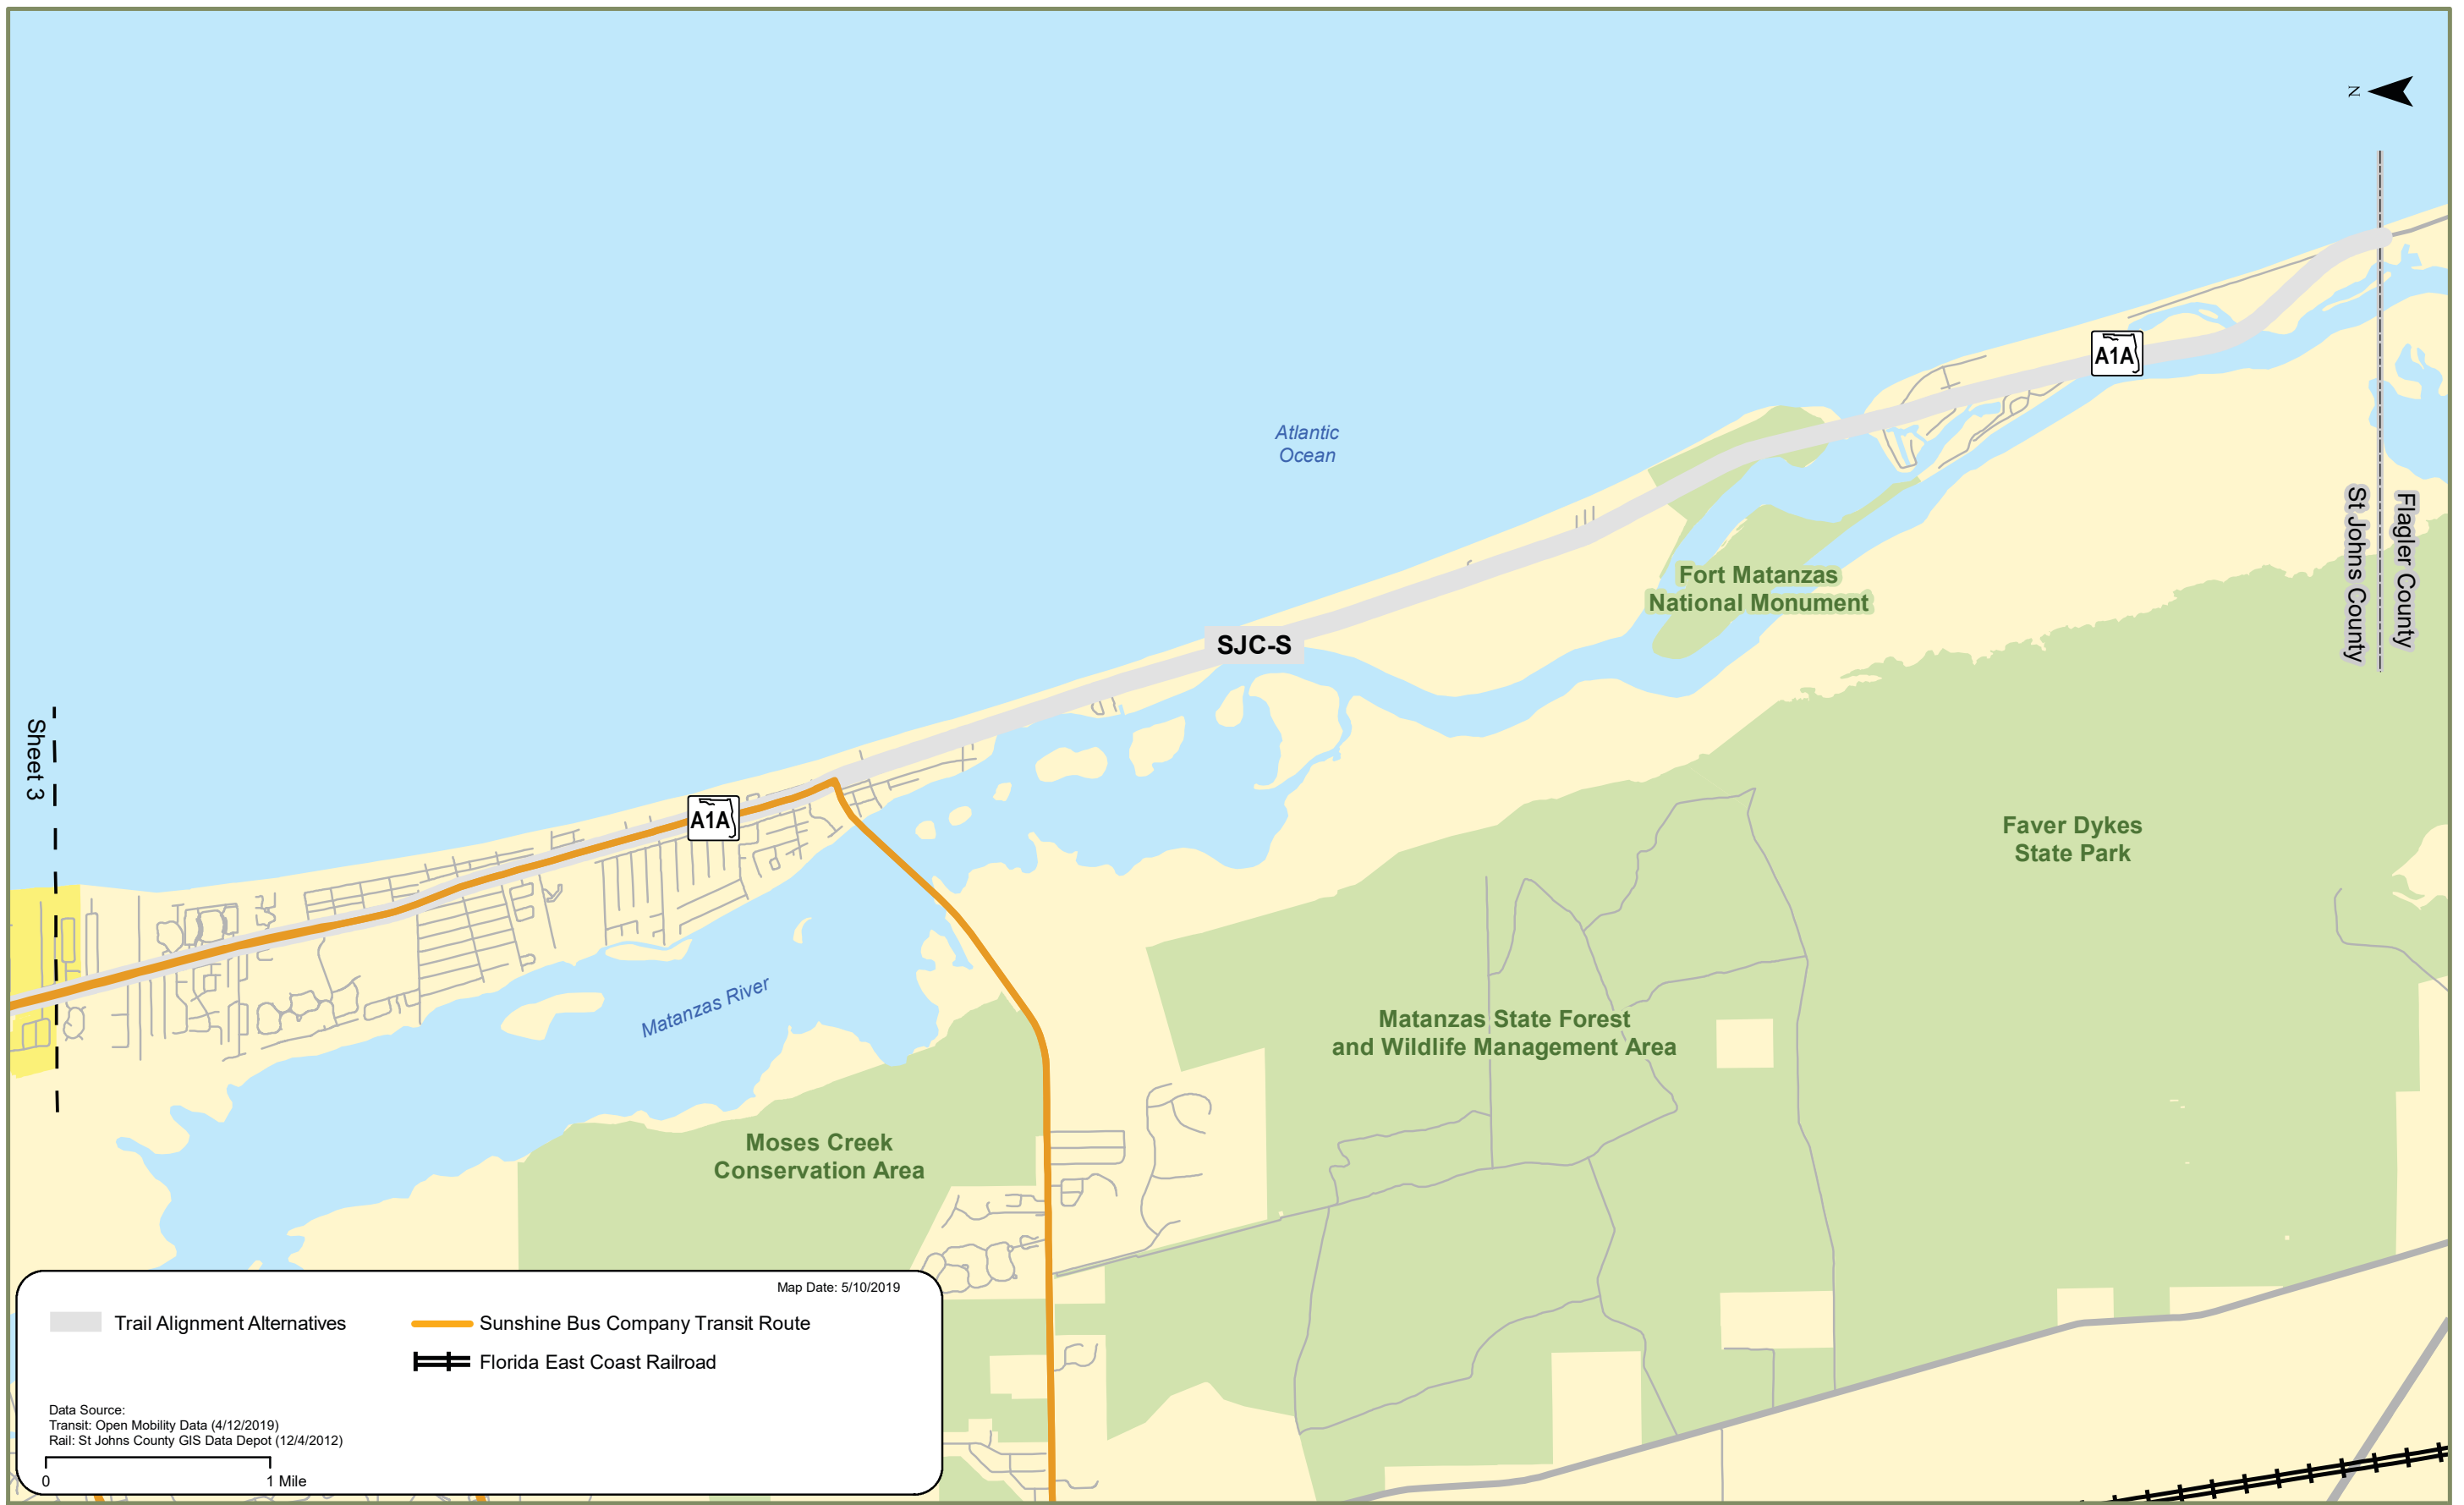 N
Atlantic
Ocean
A1A
Flagler County
St Johns County
Fort Matanzas
National Monument
SJC-S
Sheet 3
A1A
Faver Dykes
State Park
Matanzas River
Matanzas State Forest
and Wildlife Management Area
Moses Creek
Conservation Area
Map Date: 5/10/2019
Trail Alignment Alternatives
Sunshine Bus Company Transit Route
Florida East Coast Railroad
Data Source:
Transit: Open Mobility Data (4/12/2019)
Rail: St Johns County GIS Data Depot (12/4/2012)
0 1 Mile